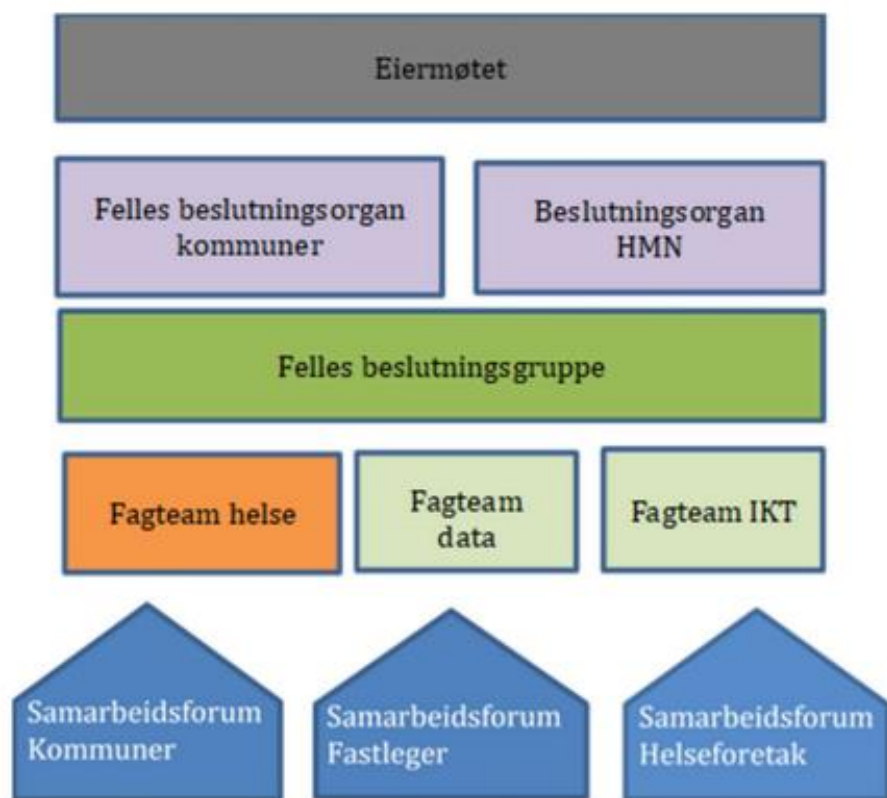 Eiermøtet
Felles beslutningsorgan
kommuner
Beslutningsorgan
HMN
Felles beslutningsgruppe
Fagteam helse
Fagteam
data
Fagteam IKT
Samarbeidsforum
Kommuner
Samarbeidsforum
Fastleger
Samarbeidsforum
Helseforetak